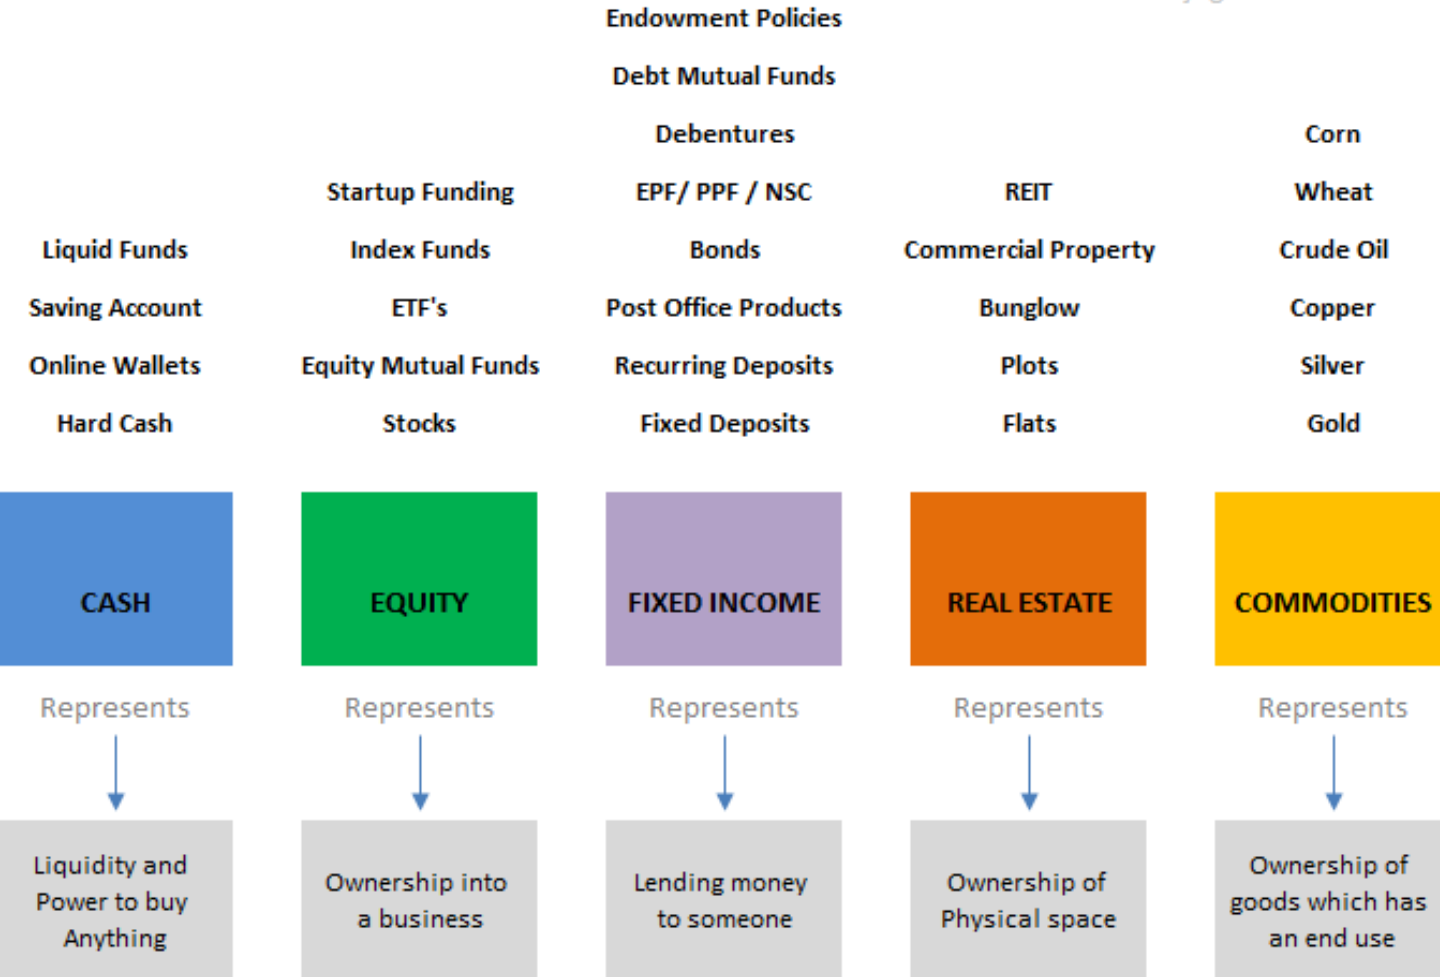 Endowment Policies
Debt Mutual Funds
Debentures
Corn
Startup Funding
EPF/ PPF / NSC
REIT
Wheat
Liquid Funds
Index Funds
Bonds
Commercial Property
Crude Oil
Saving Account
ETF's
Post Office Products
Bunglow
Copper
Online Wallets
Equity Mutual Funds
Recurring Deposits
Plots
Silver
Hard Cash
Stocks
Fixed Deposits
Flats
Gold
CASH
EQUITY
FIXED INCOME
REAL ESTATE
COMMODITIES
Represents
Represents
Represents
Represents
Represents
Liquidity and
Power to buy
Anything
Ownership into
a business
Lending money
to someone
Ownership of
Physical space
Ownership of
goods which has
an end use